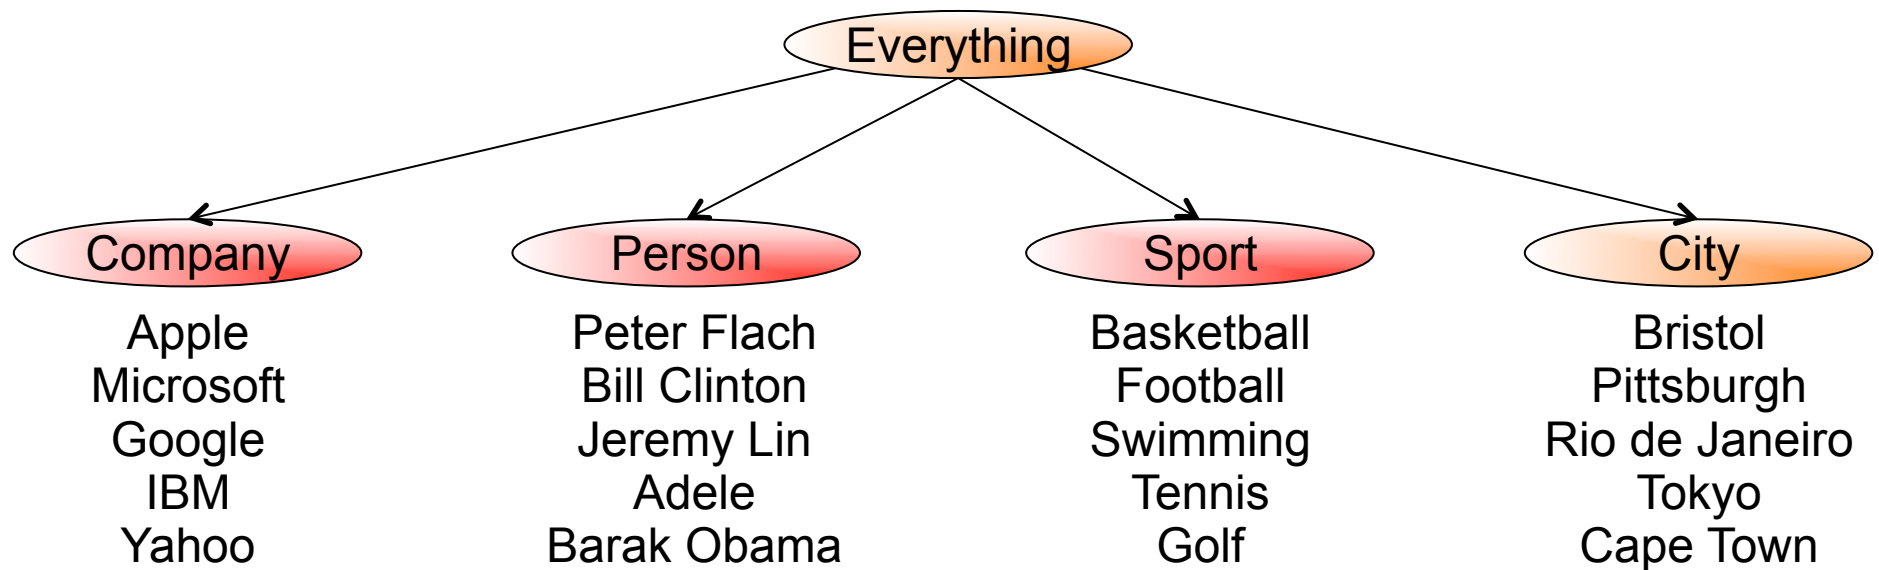 Everything
Company
Person
Sport
City
Apple
Microsoft
Google
IBM
Yahoo
Peter Flach
Bill Clinton
Jeremy Lin
Adele
Barak Obama
Basketball
Football
Swimming
Tennis
Golf
Bristol
Pittsburgh
Rio de Janeiro
Tokyo
Cape Town